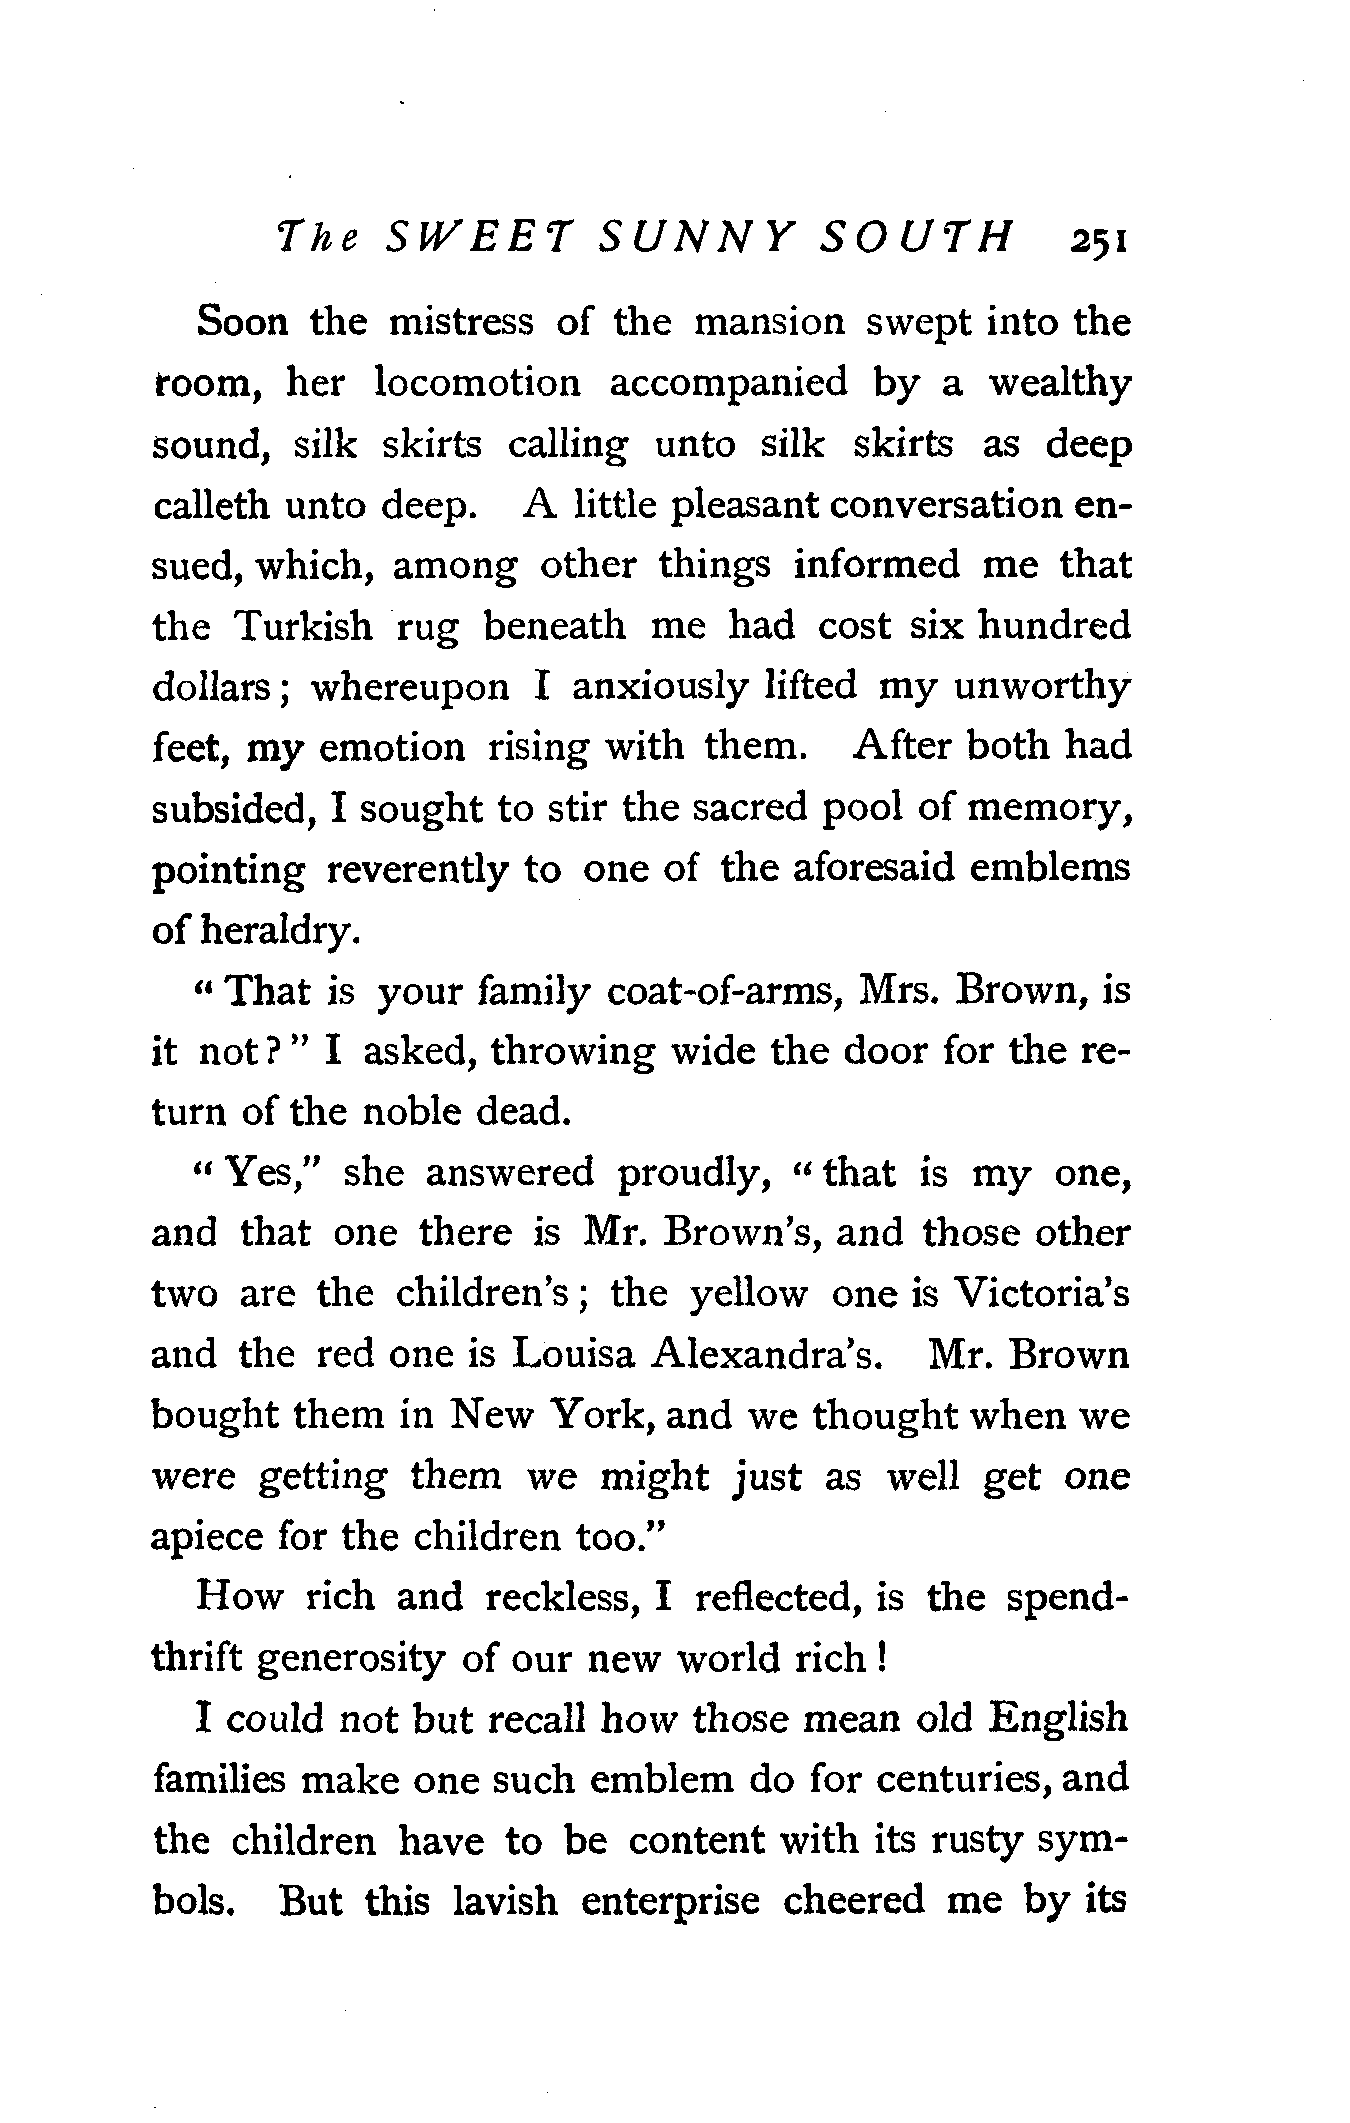 The SWEET SUNNY SOUTH 251
Soon the mistress of the mansion swept into the
room, her locomotion accompanied by a wealthy
sound, silk skirts calling unto silk skirts as deep
calleth unto deep. A little pleasant conversation en-
sued, which, among other things informed me that
the Turkish rug beneath me had cost six hundred
dollars; whereupon I anxiously lifted my unworthy
feet, my emotion rising with them. After both had
subsided, I sought to stir the sacred pool of memory,
pointing reverently to one of the aforesaid emblems
of heraldry.
"That is your family coat-of-arms, Mrs. Brown, is
it not?" I asked, throwing wide the door for the re-
turn of the noble dead.
"Yes," she answered proudly, "that is my one,
and that one there is Mr. Brown's, and those other
two are the children's; the yellow one is Victoria's
and the red one is Louisa Alexandra's. Mr. Brown
bought them in New York, and we thought when we
were getting them we might just as well get one
apiece for the children too."
How rich and reckless, I reflected, is the spend-
thrift generosity of our new world rich!
I could not but recall how those mean old English
families make one such emblem do for centuries, and
the children have to be content with its rusty sym-
bols. But this lavish enterprise cheered me by its